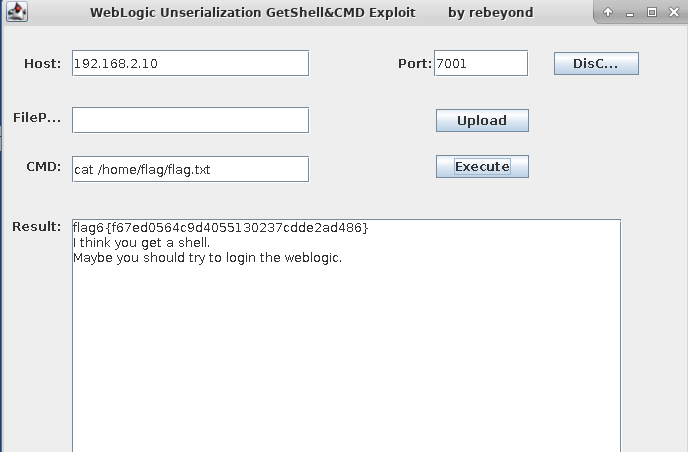 WebLogic Unserialization GetShell&CMD Exploit by rebeyond
Host: 192.168.2.10 Port: 7001 DisC...
FileP... Upload
CMD: cat /home/flag/flag.txt Execute
Result: flag6{f67ed0564c9d4055130237cdde2ad486}
I think you get a shell.
Maybe you should try to login the weblogic.